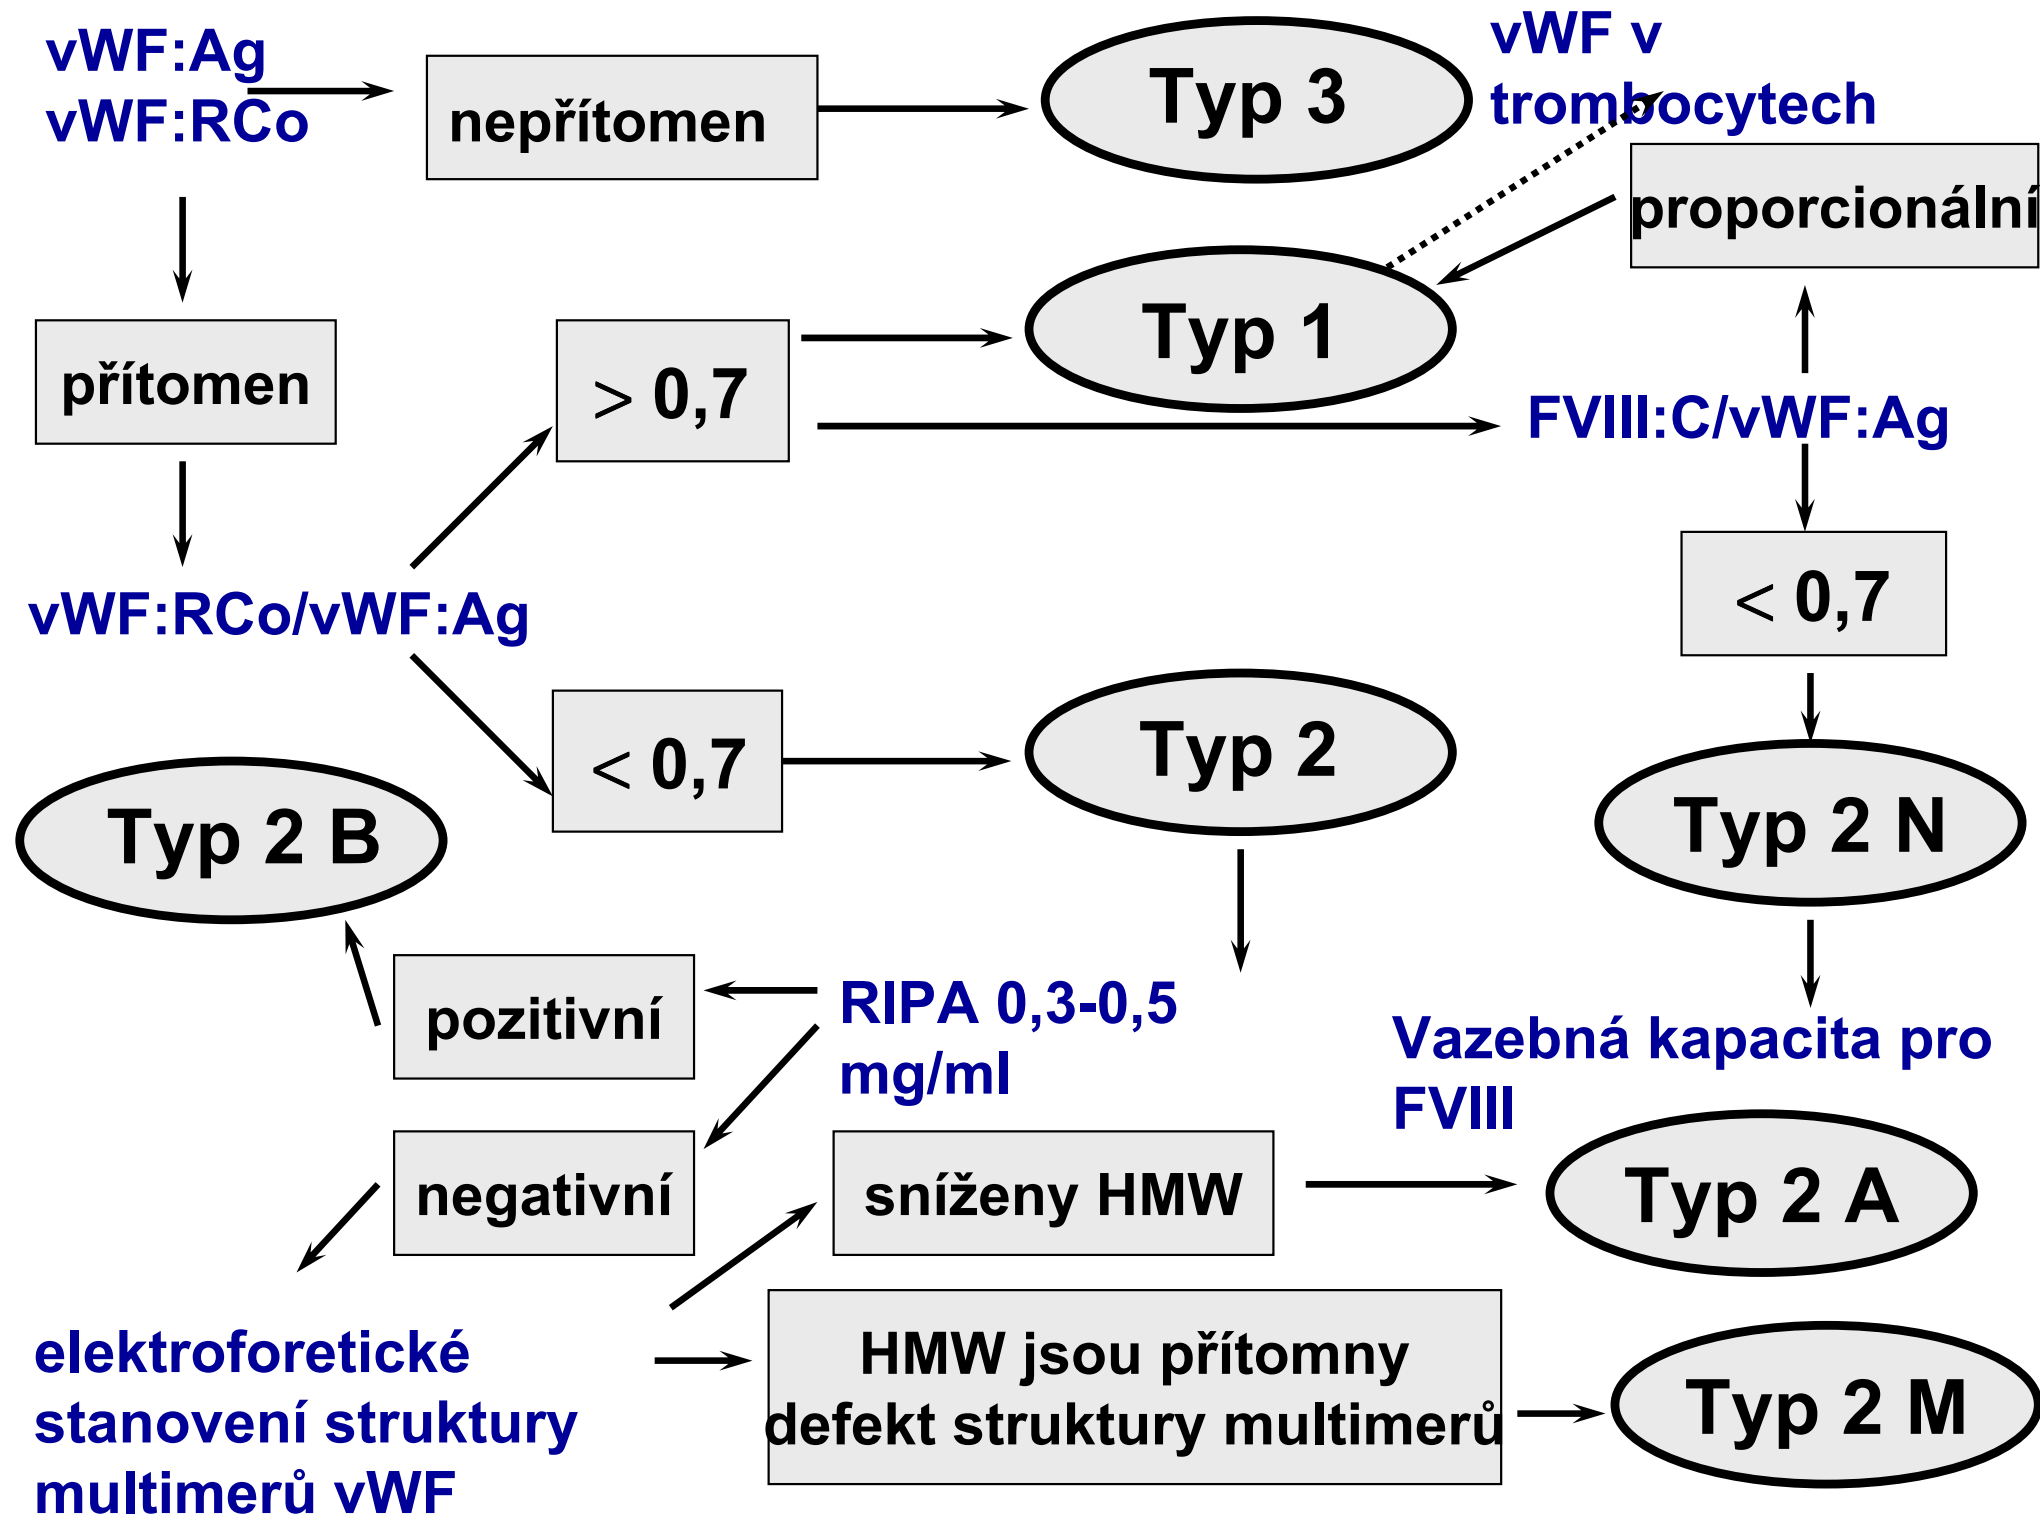 vWF:Ag
vWF:RCo
nepřítomen
Typ 3
vWF v
trombocytech
proporcionální
Typ 1
přítomen
> 0,7
FVIII:C/vWF:Ag
vWF:RCo/vWF:Ag
< 0,7
< 0,7
Typ 2
Typ 2 B
Typ 2 N
pozitivní
RIPA 0,3-0,5
mg/ml
Vazebná kapacita pro
FVIII
negativní
sníženy HMW
Typ 2 A
elektroforetické
stanovení struktury
multimerů vWF
HMW jsou přítomny
defekt struktury multimerů
Typ 2 M